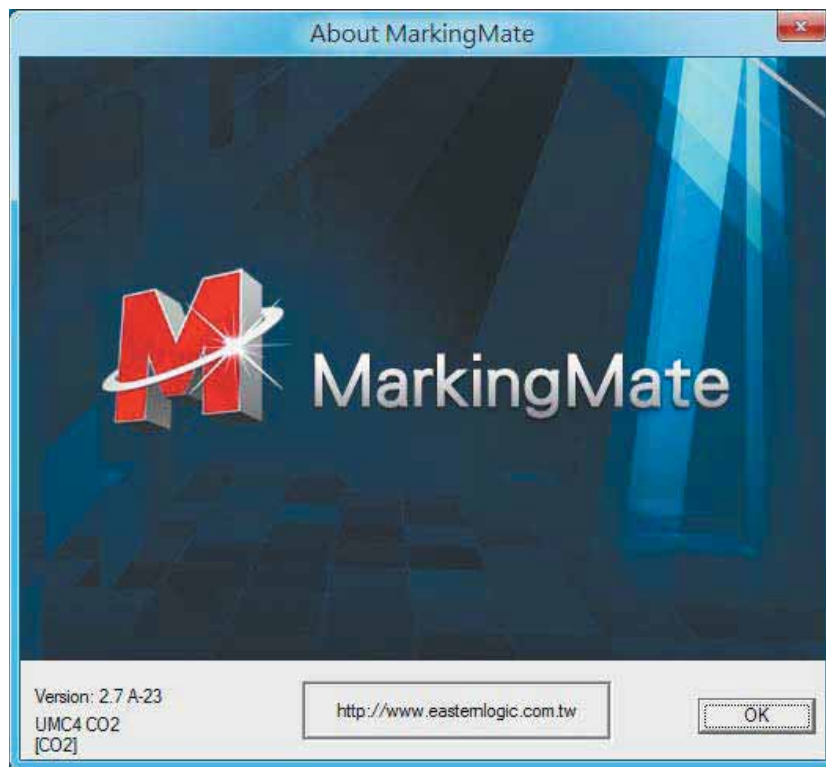 About MarkingMate
MarkingMate
Version: 2.7 A-23
UMC4 CO2
[CO2]
http://www.easternlogic.com.tw
OK